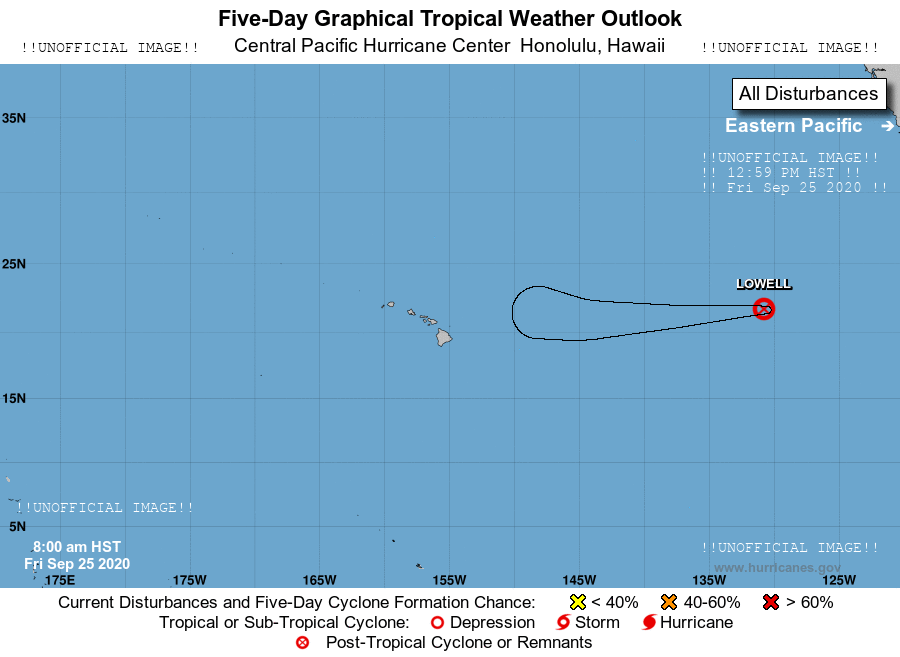 Five-Day Graphical Tropical Weather Outlook
!!UNOFFICIAL IMAGE!! Central Pacific Hurricane Center Honolulu, Hawaii !!UNOFFICIAL IMAGE!!
All Disturbances
35N
Eastern Pacific →
!!UNOFFICIAL IMAGE!!
!! 12:59 PM HST !!
!! Fri Sep 25 2020 !!
25N
LOWELL
15N
!!UNOFFICIAL IMAGE!!
5N
8:00 am HST
!!UNOFFICIAL IMAGE!!
Fri Sep 25 2020
www.hurricanes.gov
175E 175W 165W 155W 145W 135W 125W
Current Disturbances and Five-Day Cyclone Formation Chance: < 40% 40-60% > 60%
Tropical or Sub-Tropical Cyclone: Depression Storm Hurricane
Post-Tropical Cyclone or Remnants